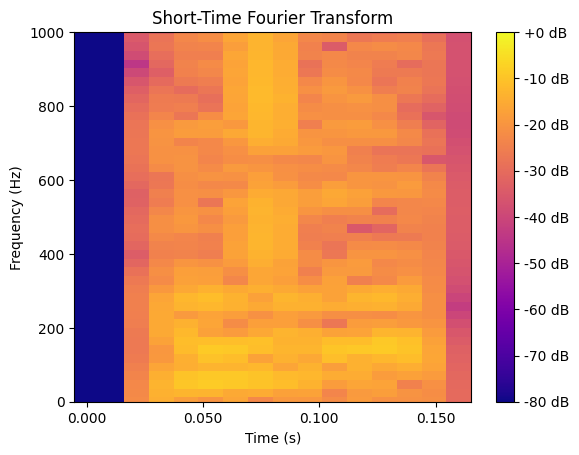 Short-Time Fourier Transform
1000
800
600
400
200
0
Frequency (Hz)
0.000
0.050
0.100
0.150
Time (s)
+0 dB
-10 dB
-20 dB
-30 dB
-40 dB
-50 dB
-60 dB
-70 dB
-80 dB